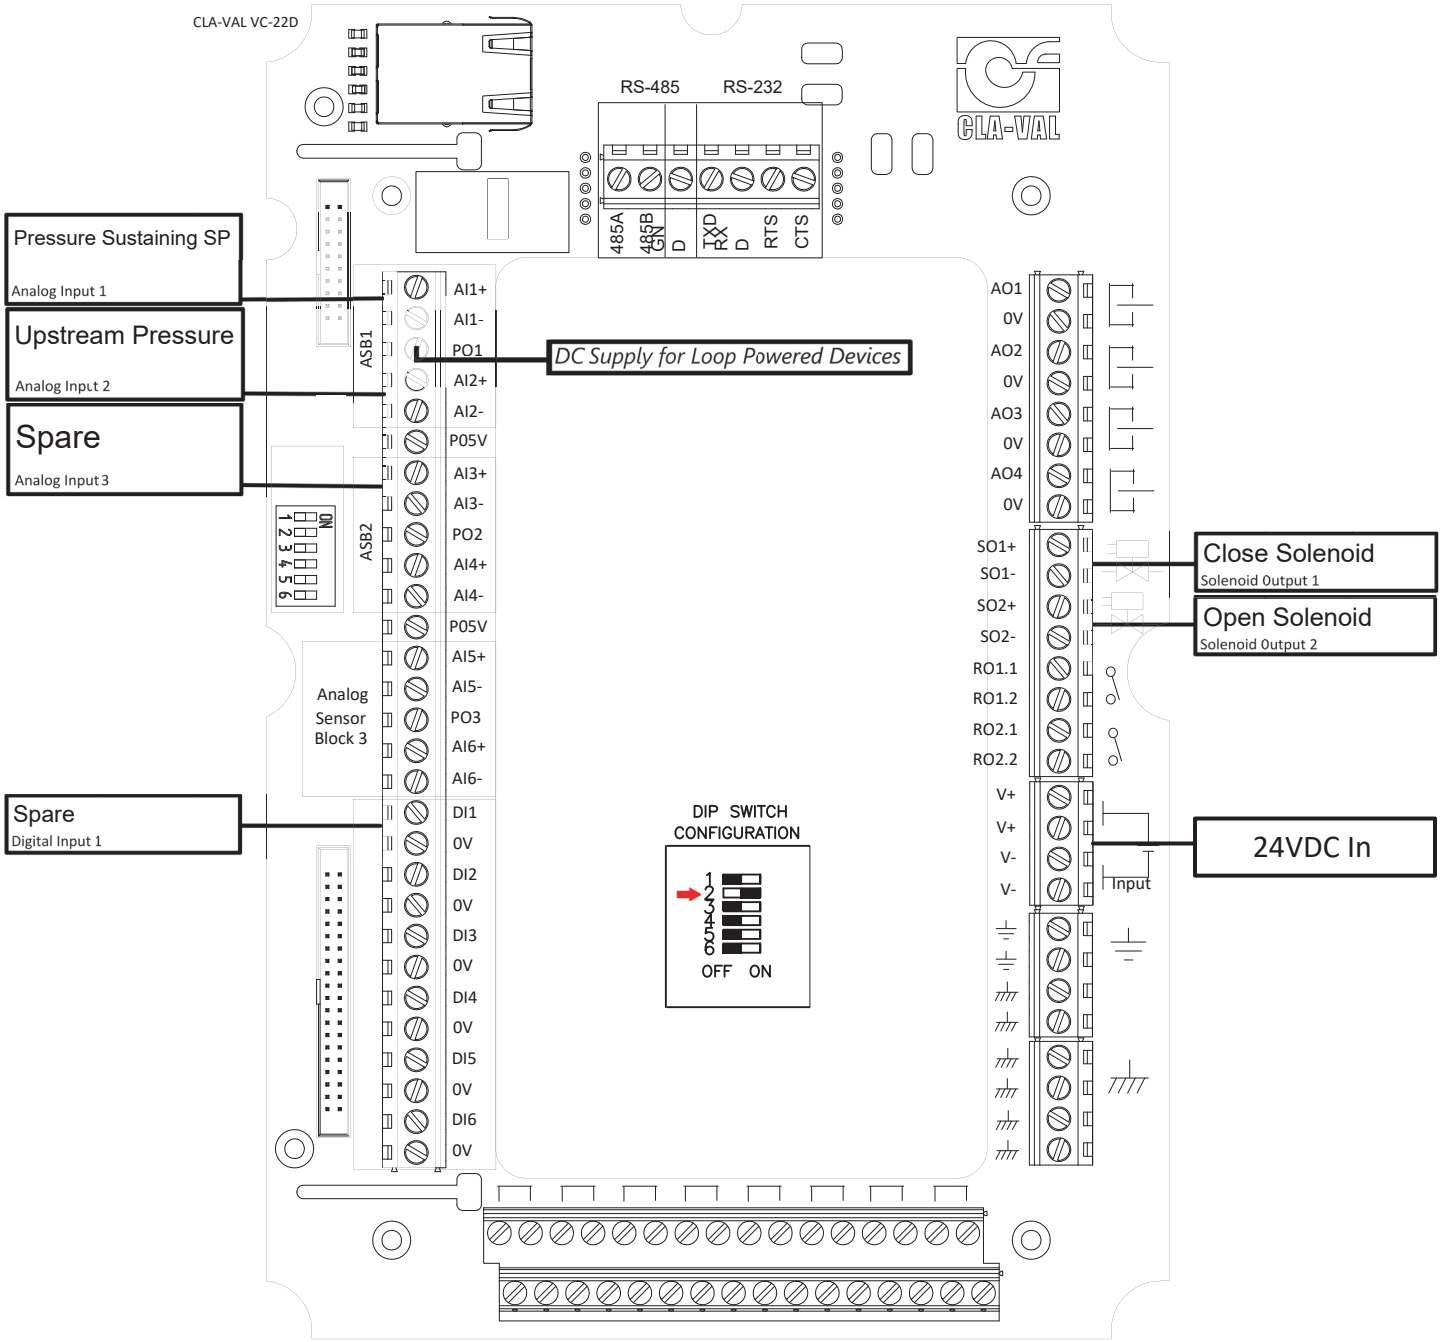 CLA-VAL VC-22D
RS-485 RS-232
CLA-VAL
485A
485B
GN
D
TXD
RX
D
RTS
CTS
Pressure Sustaining SP
Analog Input 1
Upstream Pressure
Analog Input 2
Spare
Analog Input 3
ASB1
ASB2
AI1+
AI1-
PO1
AI2+
AI2-
P05V
AI3+
AI3-
PO2
AI4+
AI4-
P05V
AI5+
AI5-
PO3
AI6+
AI6-
DI1
0V
DI2
0V
DI3
0V
DI4
0V
DI5
0V
DI6
0V
DC Supply for Loop Powered Devices
ON
1
2
3
4
5
6
Analog
Sensor
Block 3
Spare
Digital Input 1
DIP SWITCH
CONFIGURATION
1
2
3
4
5
6
OFF ON
AO1
0V
AO2
0V
AO3
0V
AO4
0V
SO1+
SO1-
SO2+
SO2-
RO1.1
RO1.2
RO2.1
RO2.2
V+
V+
V-
V-
Close Solenoid
Solenoid 0utput 1
Open Solenoid
Solenoid 0utput 2
24VDC In
Input